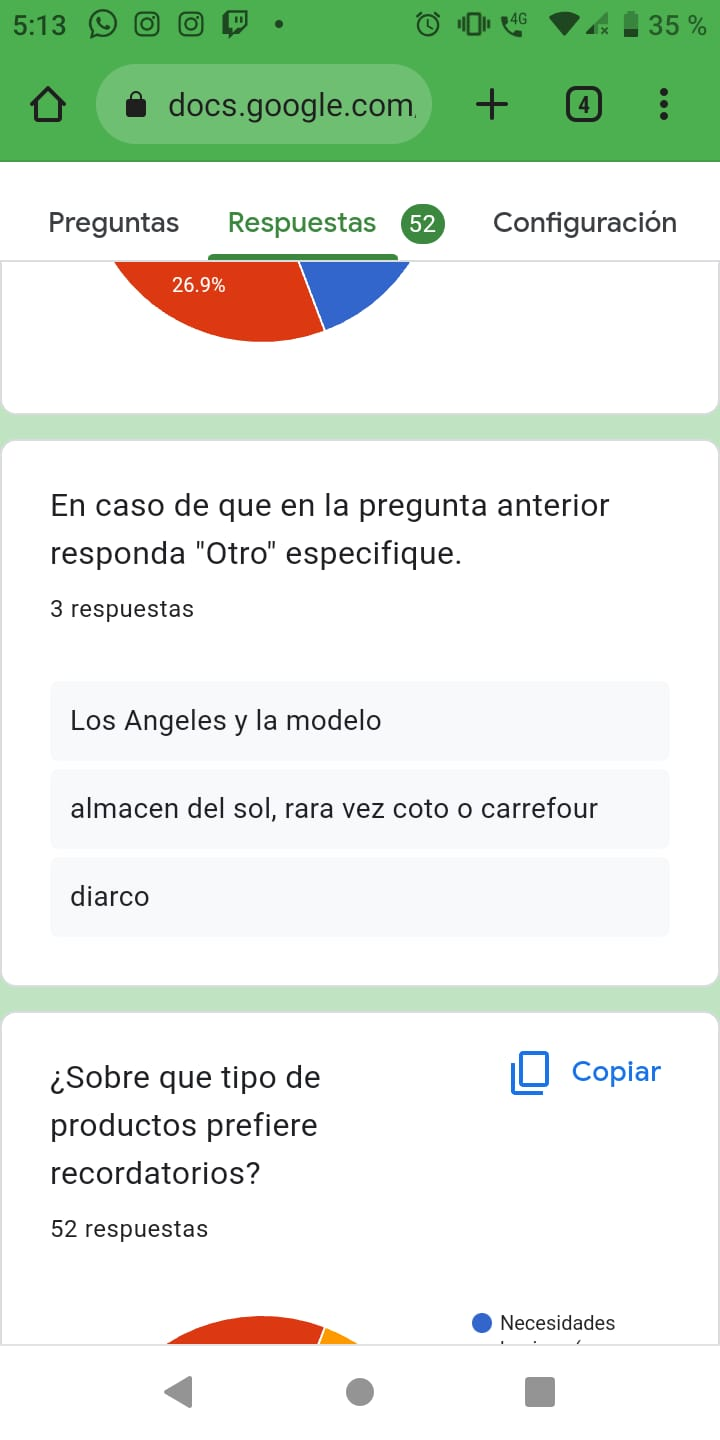 5:13
4G
35 %
docs.google.com
4
Preguntas
Respuestas
52
Configuración
26.9%
En caso de que en la pregunta anterior
responda "Otro" especifique.
3 respuestas
Los Angeles y la modelo
almacen del sol, rara vez coto o carrefour
diarco
¿Sobre que tipo de
productos prefiere
recordatorios?
Copiar
52 respuestas
Necesidades